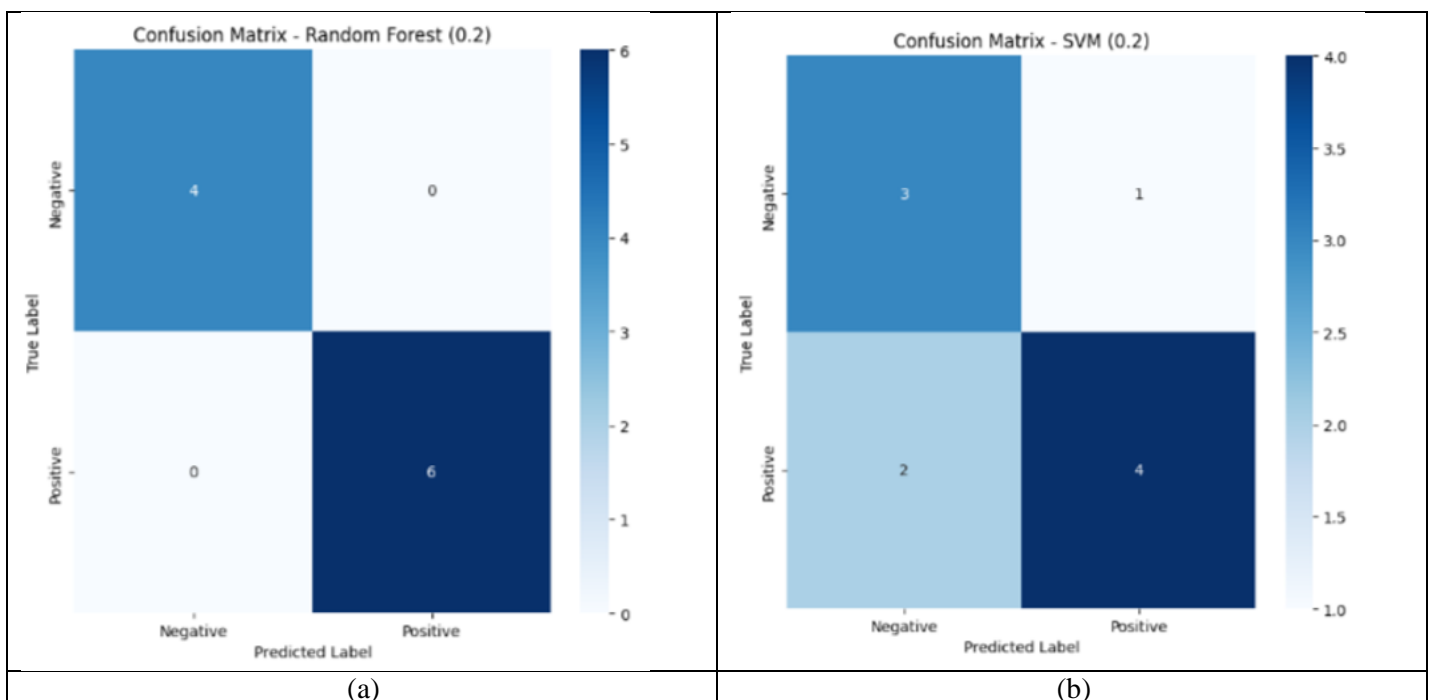 Confusion Matrix - Random Forest (0.2)
6
5
4
3
2
1
0
Negative
Positive
True Label
4
0
0
6
Negative
Positive
Predicted Label
(a)
Confusion Matrix - SVM (0.2)
4.0
3.5
3.0
2.5
2.0
1.5
1.0
Negative
Positive
True Label
3
1
2
4
Negative
Positive
Predicted Label
(b)